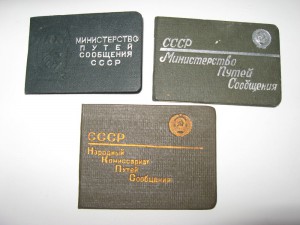 МИНИСТЕРСТВО
ПУТЕЙ
СООБЩЕНИЯ
СССР
СССР
Министерство
Путей
Сообщения
СССР
Народный
Комиссариат
Путей
Сообщения